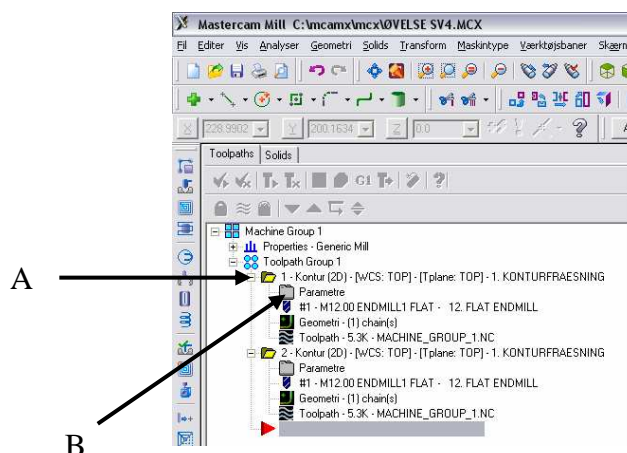 Mastercam Mill C:\mcamx\mcx\ØVELSE SV4.MCX
Fil Editer Vis Analyser Geometri Solids Transform Maskintype Værktøjsbaner Skærm
X 228.9902 Y 200.1634 Z 0.0
Toolpaths Solids
G1
Machine Group 1
Properties - Generic Mill
Toolpath Group 1
A
1 - Kontur (2D) - [WCS: TOP] - [Tplane: TOP] - 1. KONTURFRAESNING
Parametre
#1 - M12.00 ENDMILL1 FLAT - 12. FLAT ENDMILL
Geometri - (1) chain(s)
Toolpath - 5.3K - MACHINE_GROUP_1.NC
2 - Kontur (2D) - [WCS: TOP] - [Tplane: TOP] - 1. KONTURFRAESNING
Parametre
#1 - M12.00 ENDMILL1 FLAT - 12. FLAT ENDMILL
Geometri - (1) chain(s)
Toolpath - 5.3K - MACHINE_GROUP_1.NC
B